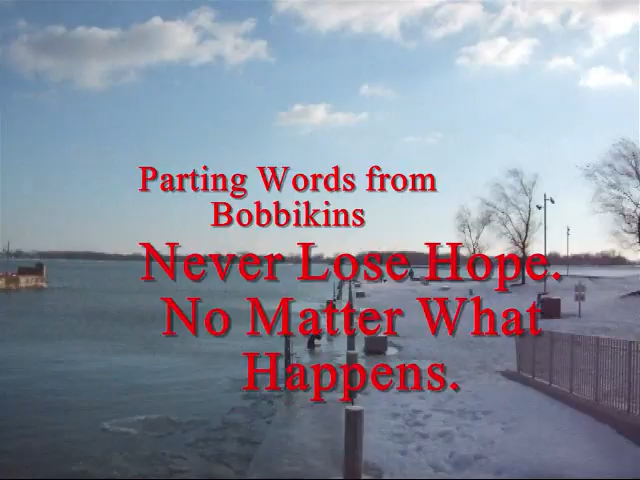 Parting Words from
Bobbikins
Never Lose Hope.
No Matter What
Happens.